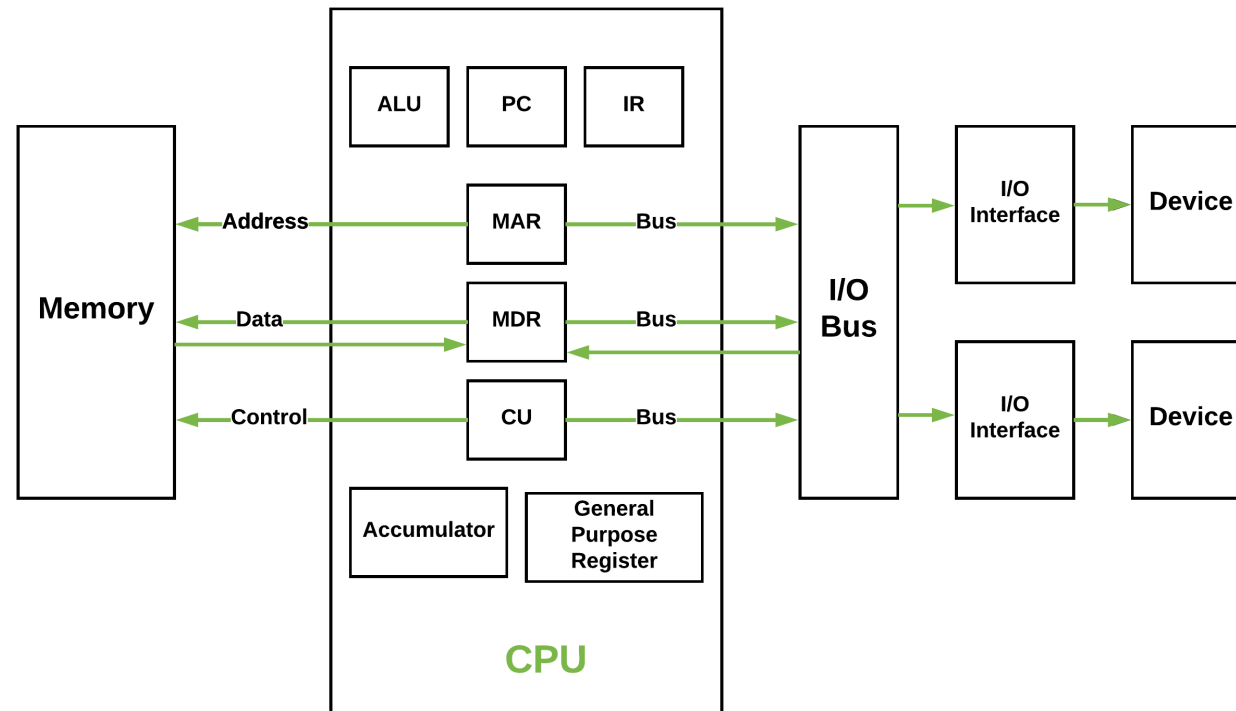 ALU
PC
IR
Memory
Address
MAR
Bus
Data
MDR
Bus
Control
CU
Bus
Accumulator
General
Purpose
Register
CPU
I/O
Bus
I/O
Interface
Device
I/O
Interface
Device